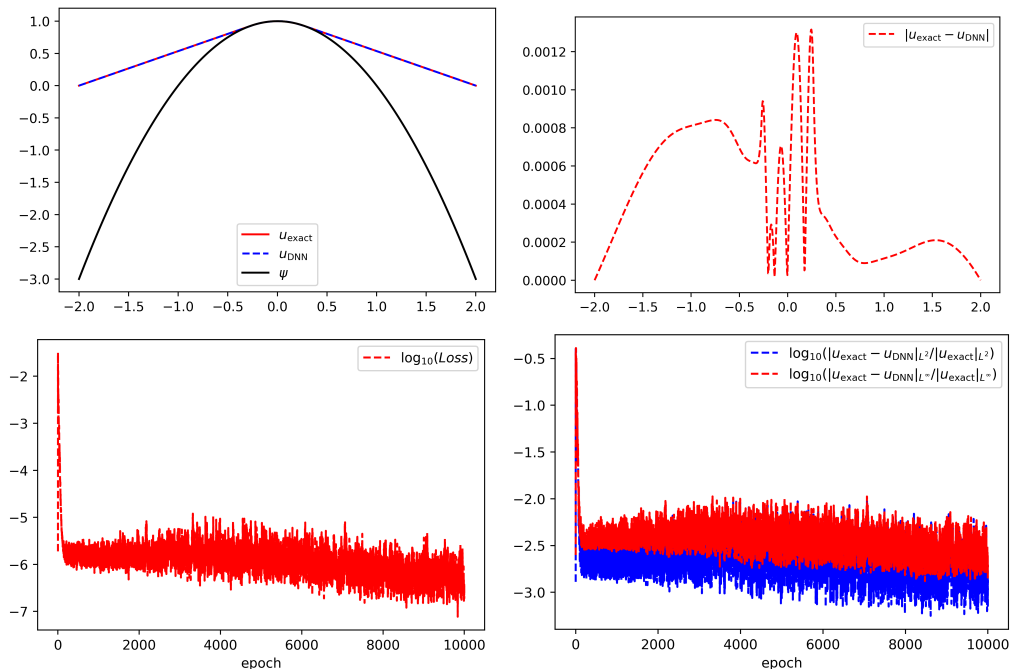 1.0
0.5
0.0
−0.5
−1.0
−1.5
−2.0
−2.5
−3.0
−2.0 −1.5 −1.0 −0.5 0.0 0.5 1.0 1.5 2.0
u_exact
u_DNN
ψ
0.0012
0.0010
0.0008
0.0006
0.0004
0.0002
0.0000
−2.0 −1.5 −1.0 −0.5 0.0 0.5 1.0 1.5 2.0
|u_exact − u_DNN|
−2
−3
−4
−5
−6
−7
0 2000 4000 6000 8000 10000
epoch
log₁₀(Loss)
−0.5
−1.0
−1.5
−2.0
−2.5
−3.0
0 2000 4000 6000 8000 10000
epoch
log₁₀(|u_exact − u_DNN|_L²/|u_exact|_L²)
log₁₀(|u_exact − u_DNN|_L∞/|u_exact|_L∞)